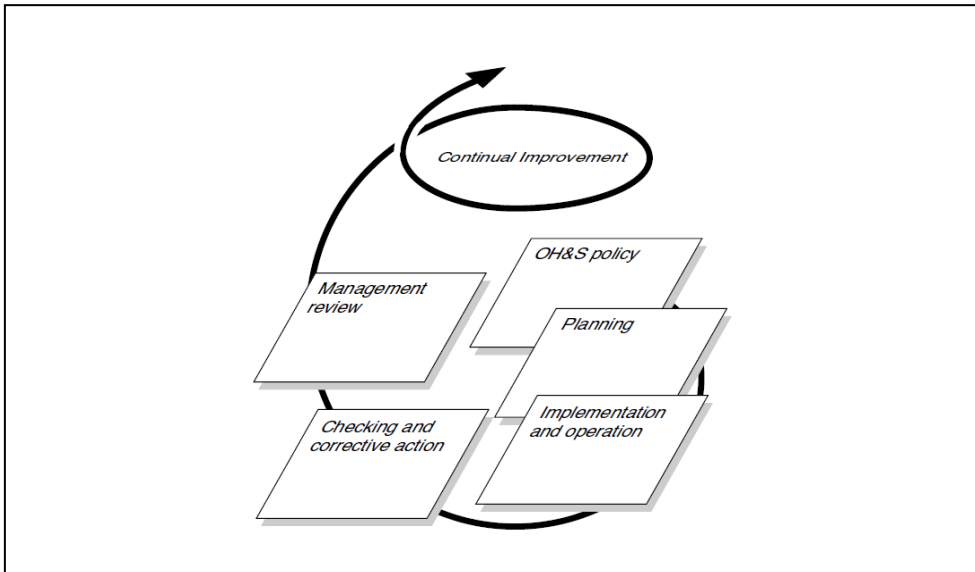 Continual Improvement
OH&S policy
Management
review
Planning
Implementation
and operation
Checking and
corrective action